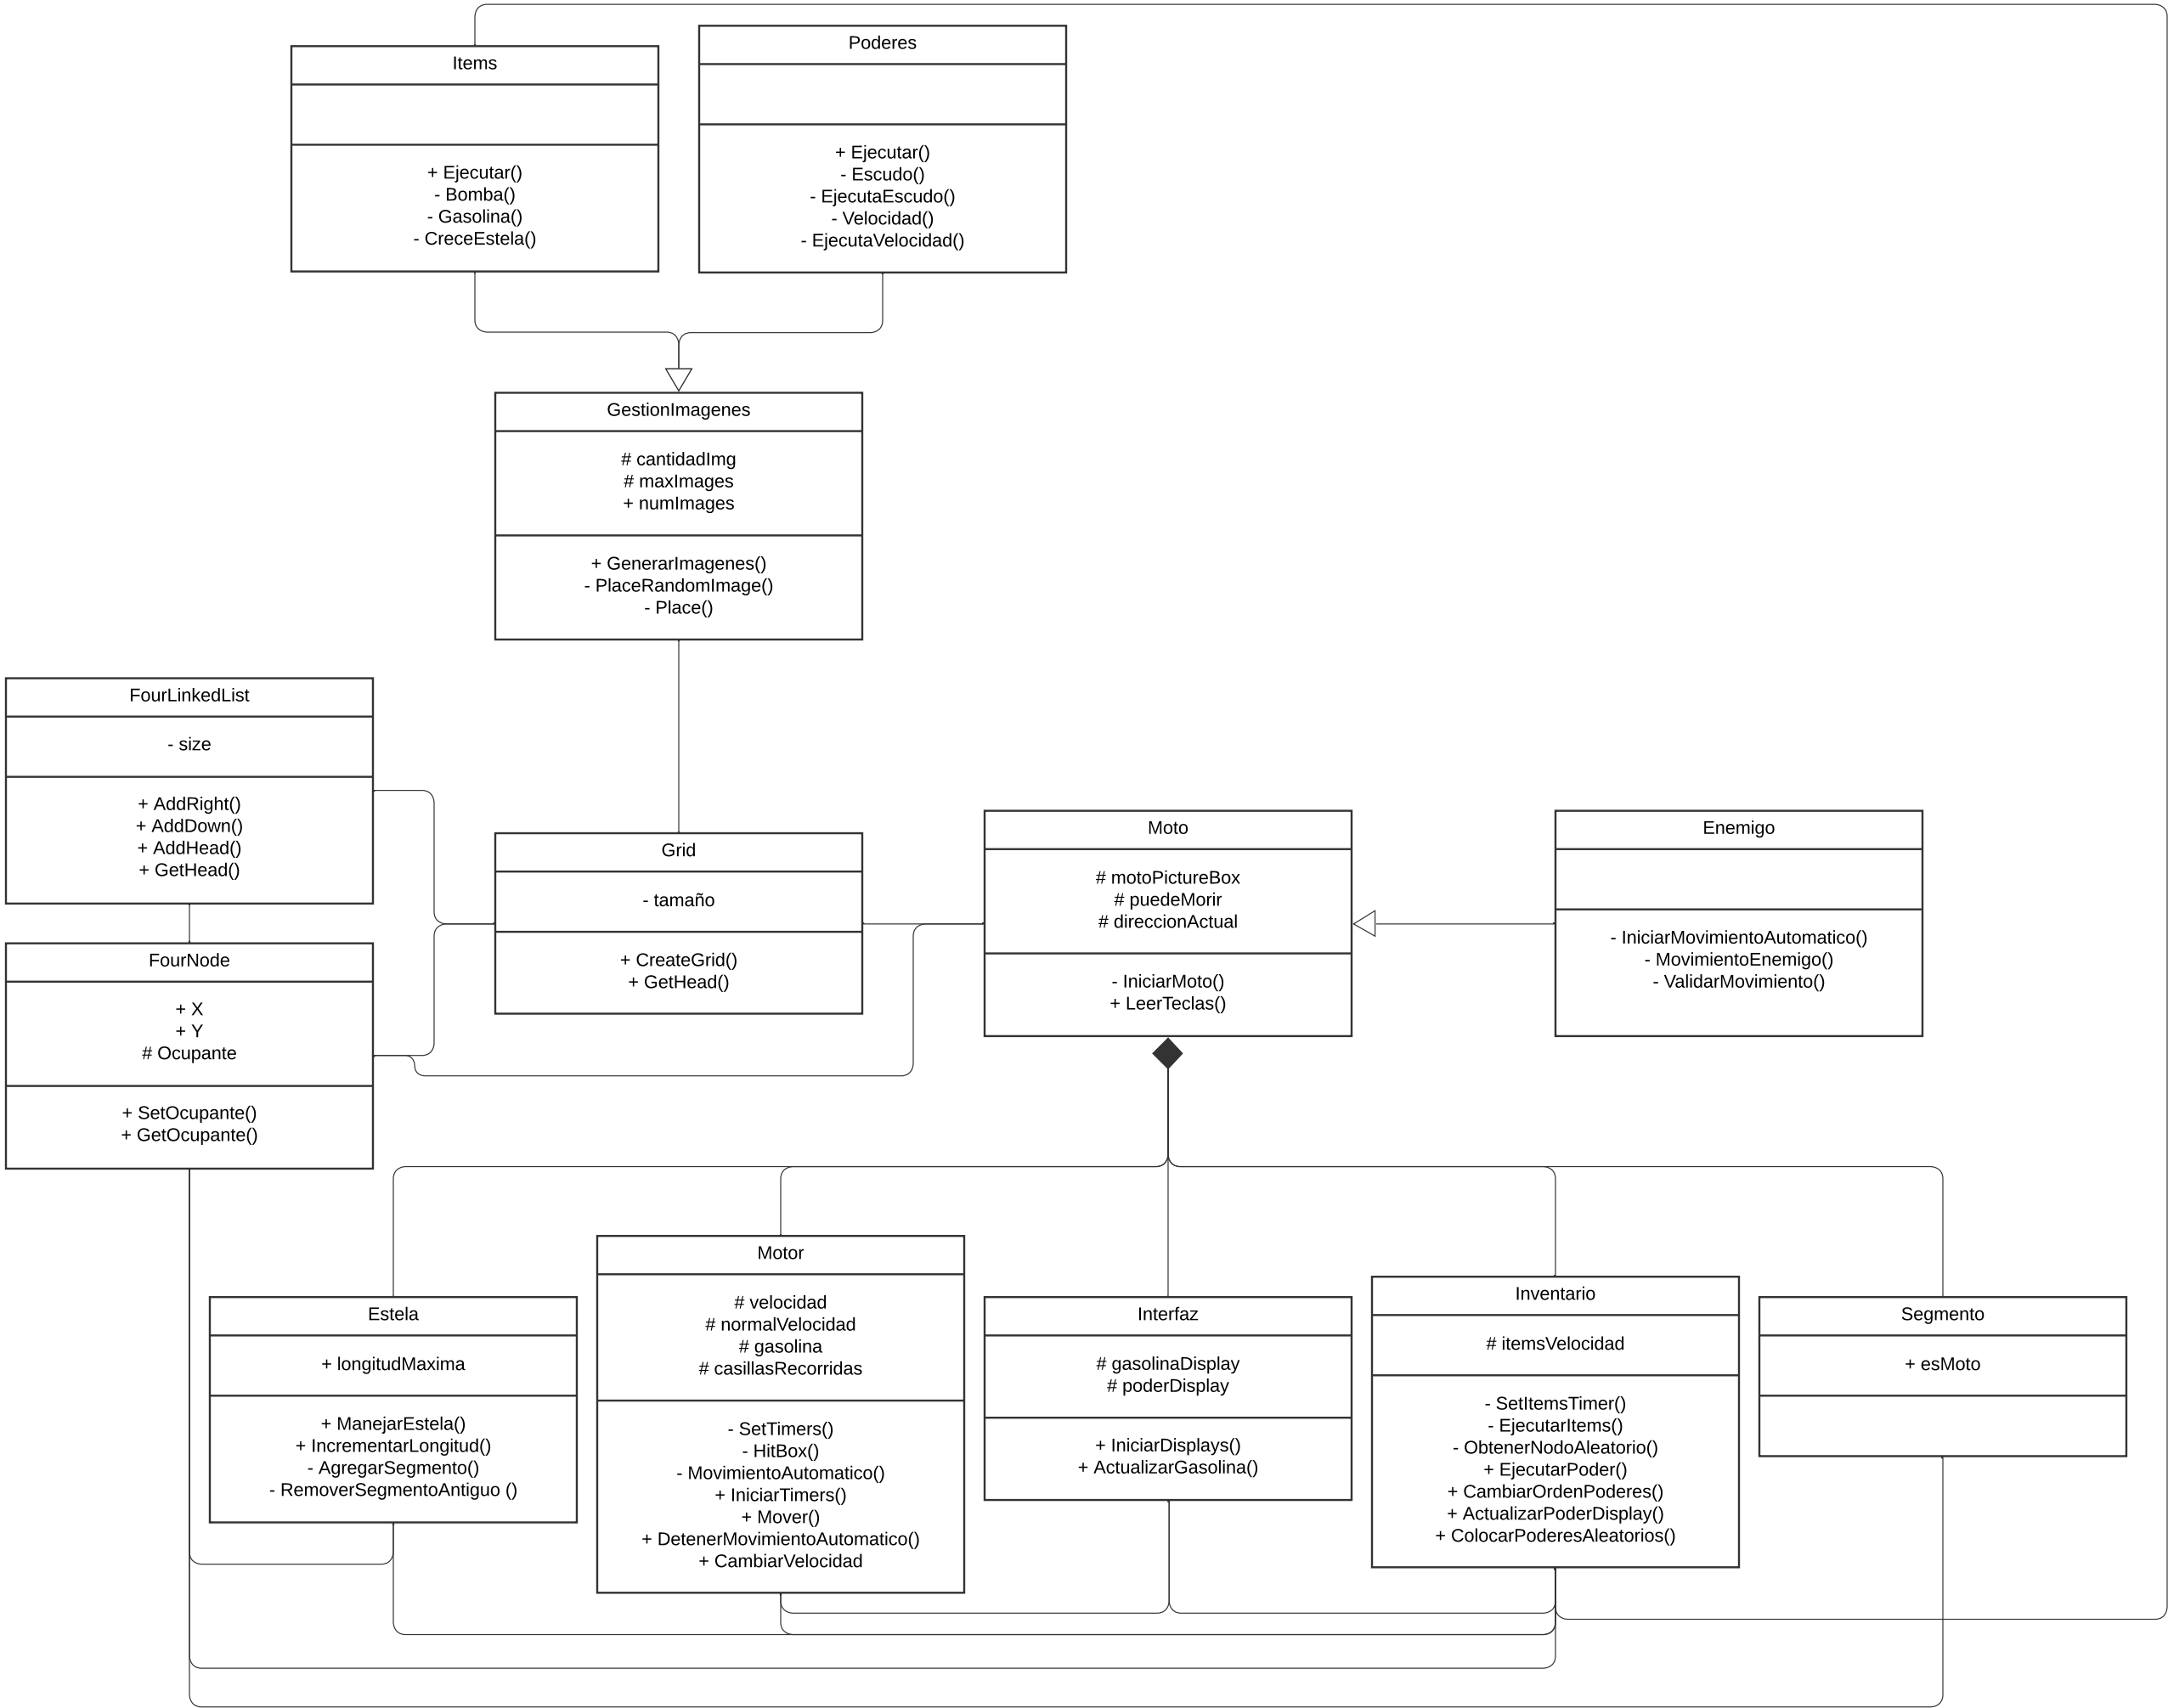 Items
+ Ejecutar()
- Bomba()
- Gasolina()
- CreceEstela()
Poderes
+ Ejecutar()
- Escudo()
- EjecutaEscudo()
- Velocidad()
- EjecutaVelocidad()
GestionImagenes
# cantidadImg
# maxImages
+ numImages
+ GenerarImagenes()
- PlaceRandomImage()
- Place()
FourLinkedList
- size
+ AddRight()
+ AddDown()
+ AddHead()
+ GetHead()
Grid
- tamaño
+ CreateGrid()
+ GetHead()
Moto
# motoPictureBox
# puedeMorir
# direccionActual
- IniciarMoto()
+ LeerTeclas()
Enemigo
- IniciarMovimientoAutomatico()
- MovimientoEnemigo()
- ValidarMovimiento()
FourNode
+ X
+ Y
# Ocupante
+ SetOcupante()
+ GetOcupante()
Estela
+ longitudMaxima
+ ManejarEstela()
+ IncrementarLongitud()
- AgregarSegmento()
- RemoverSegmentoAntiguo ()
Motor
# velocidad
# normalVelocidad
# gasolina
# casillasRecorridas
- SetTimers()
- HitBox()
- MovimientoAutomatico()
+ IniciarTimers()
+ Mover()
+ DetenerMovimientoAutomatico()
+ CambiarVelocidad
Interfaz
# gasolinaDisplay
# poderDisplay
+ IniciarDisplays()
+ ActualizarGasolina()
Inventario
# itemsVelocidad
- SetItemsTimer()
- EjecutarItems()
- ObtenerNodoAleatorio()
+ EjecutarPoder()
+ CambiarOrdenPoderes()
+ ActualizarPoderDisplay()
+ ColocarPoderesAleatorios()
Segmento
+ esMoto